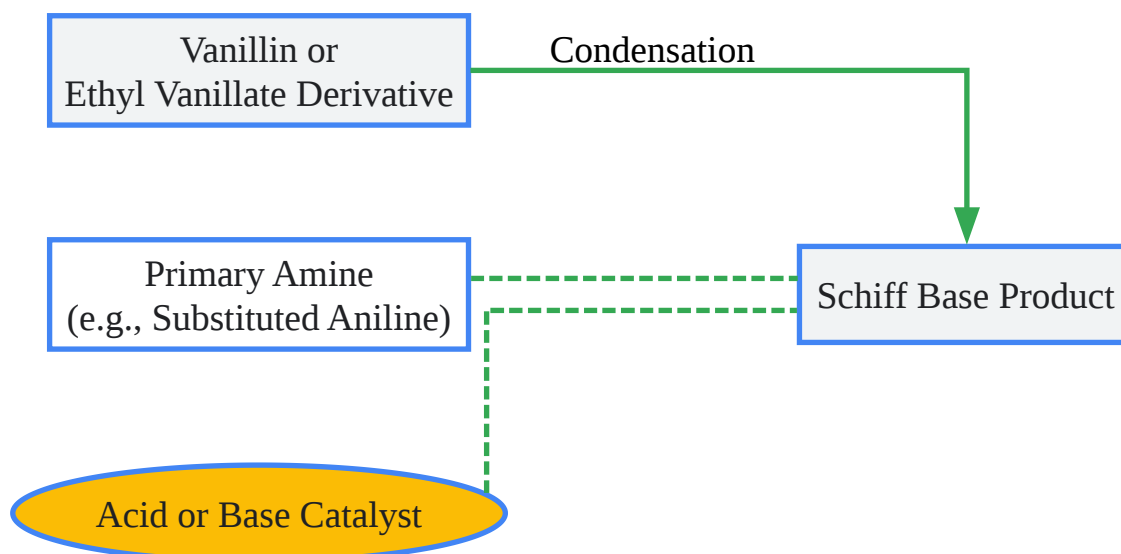 Vanillin or
Ethyl Vanillate Derivative
Condensation
Primary Amine
(e.g., Substituted Aniline)
Schiff Base Product
Acid or Base Catalyst